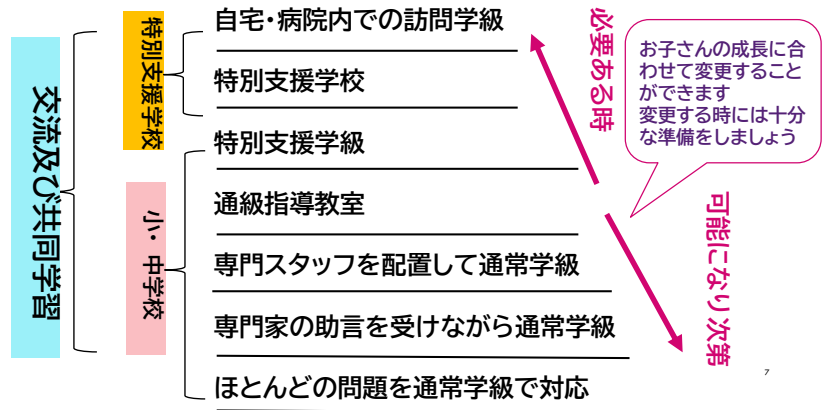 交流及び共同学習
特別支援学校
小・中学校
自宅・病院内での訪問学級
特別支援学校
特別支援学級
通級指導教室
専門スタッフを配置して通常学級
専門家の助言を受けながら通常学級
ほとんどの問題を通常学級で対応
必要ある時
お子さんの成長に合
わせて変更すること
ができます
変更する時には十分
な準備をしましょう
可能になり次第
7